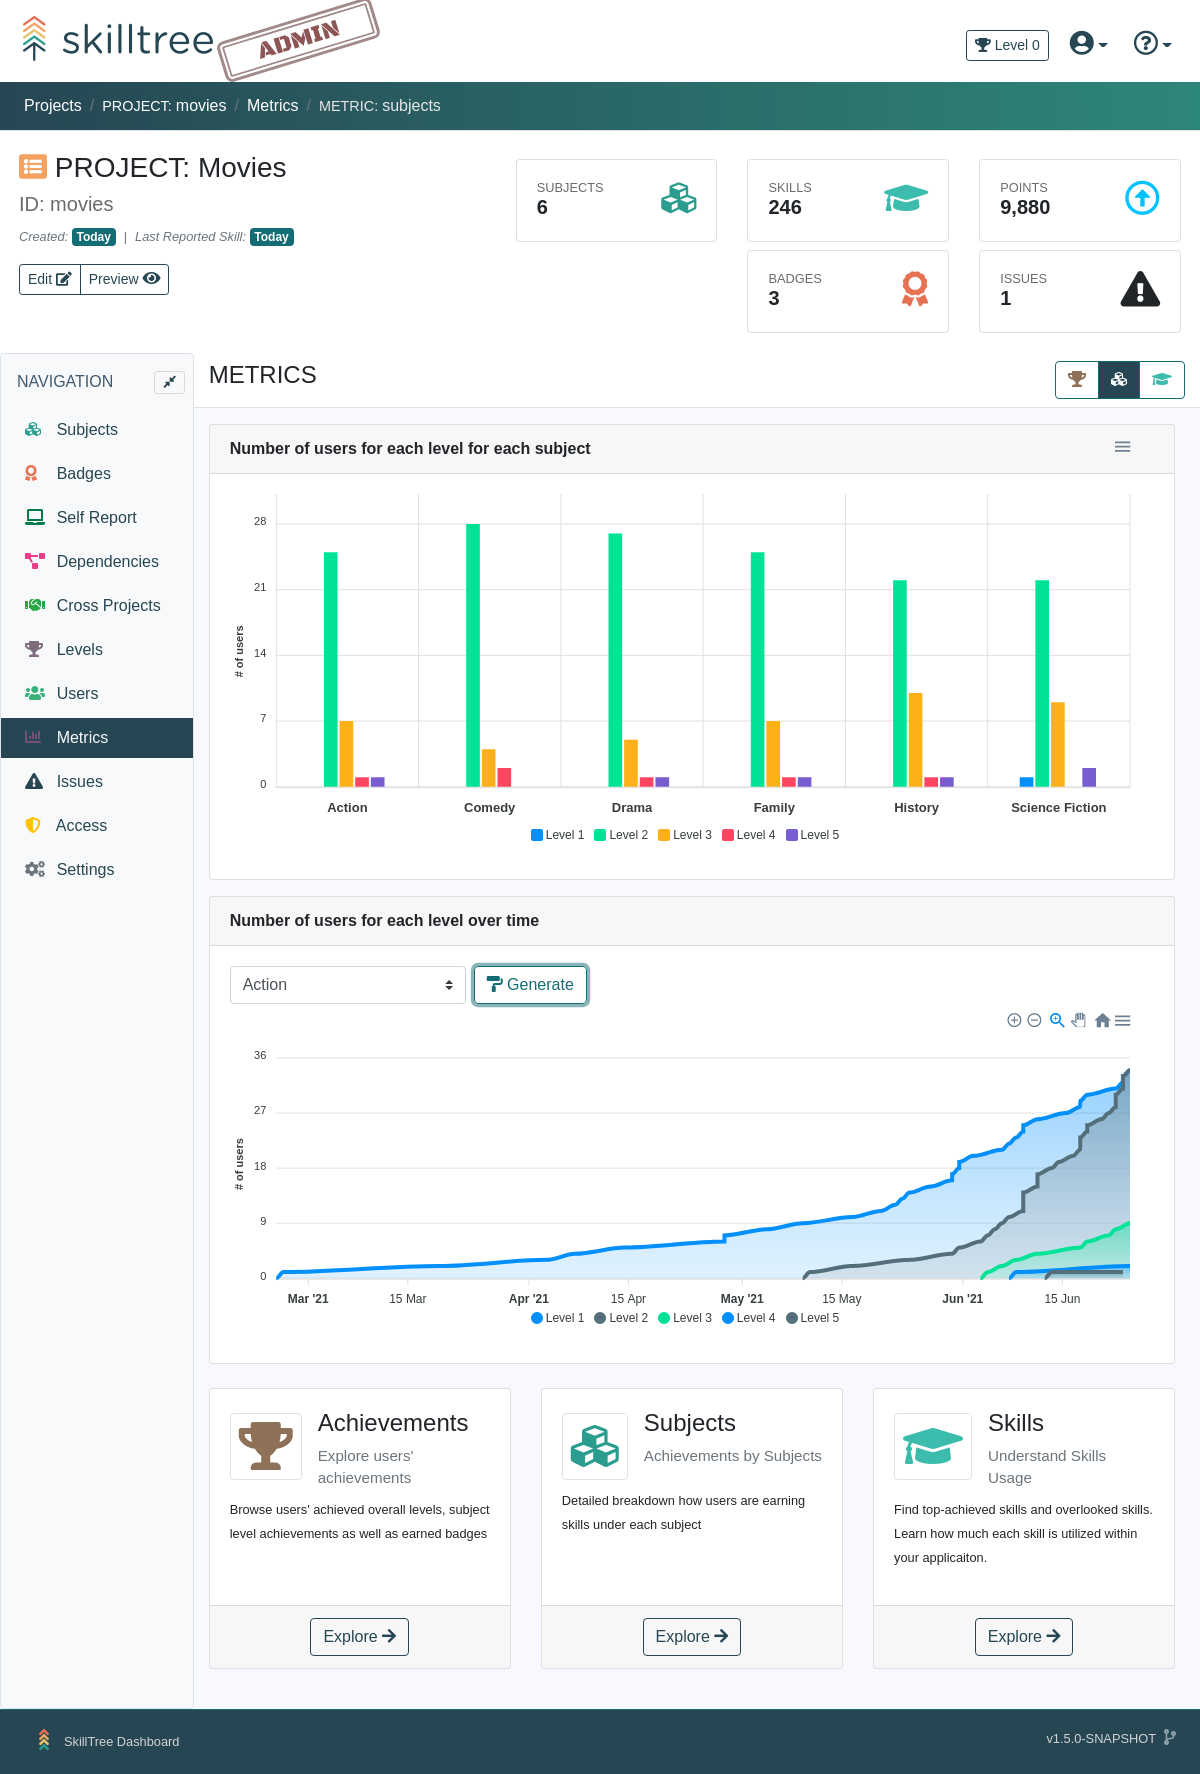 skilltree
ADMIN
Level 0
Projects / PROJECT: movies / Metrics / METRIC: subjects
PROJECT: Movies
ID: movies
Created: Today | Last Reported Skill: Today
Edit
Preview
SUBJECTS
6
SKILLS
246
POINTS
9,880
BADGES
3
ISSUES
1
NAVIGATION
Subjects
Badges
Self Report
Dependencies
Cross Projects
Levels
Users
Metrics
Issues
Access
Settings
METRICS
Number of users for each level for each subject
28
21
14
7
0
# of users
Action
Comedy
Drama
Family
History
Science Fiction
Level 1
Level 2
Level 3
Level 4
Level 5
Number of users for each level over time
Action
Generate
36
27
18
9
0
# of users
Mar '21
15 Mar
Apr '21
15 Apr
May '21
15 May
Jun '21
15 Jun
Level 1
Level 2
Level 3
Level 4
Level 5
Achievements
Explore users'
achievements
Browse users' achieved overall levels, subject
level achievements as well as earned badges
Explore
Subjects
Achievements by Subjects
Detailed breakdown how users are earning
skills under each subject
Explore
Skills
Understand Skills
Usage
Find top-achieved skills and overlooked skills.
Learn how much each skill is utilized within
your applicaiton.
Explore
SkillTree Dashboard
v1.5.0-SNAPSHOT